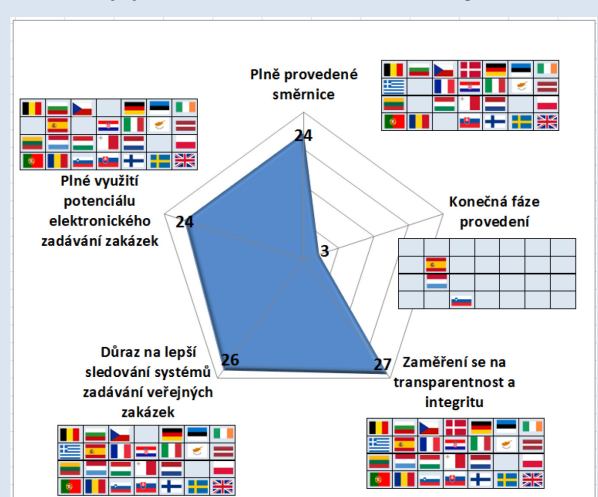 Plně provedené
směrnice
24
Plné využití
potenciálu
elektronického
zadávání zakázek
24
Konečná fáze
provedení
3
Důraz na lepší
sledování systémů
zadávání veřejných
zakázek
26
27
Zaměření se na
transparentnost a
integritu